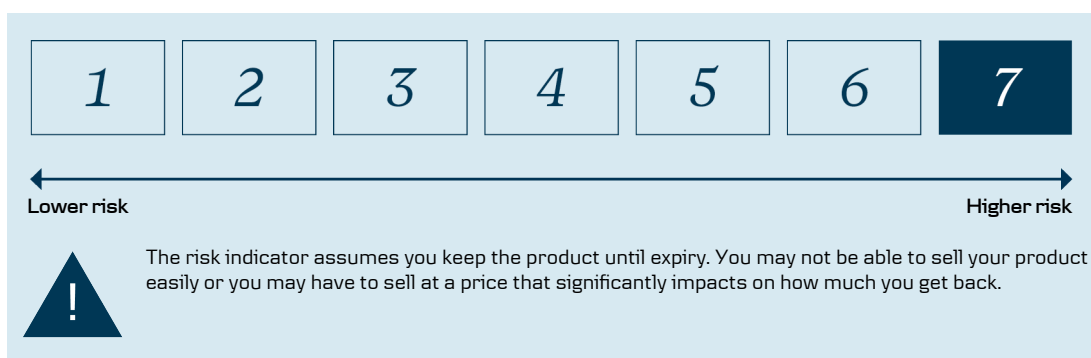 1 2 3 4 5 6 7
Lower risk Higher risk
The risk indicator assumes you keep the product until expiry. You may not be able to sell your product
easily or you may have to sell at a price that significantly impacts on how much you get back.
!